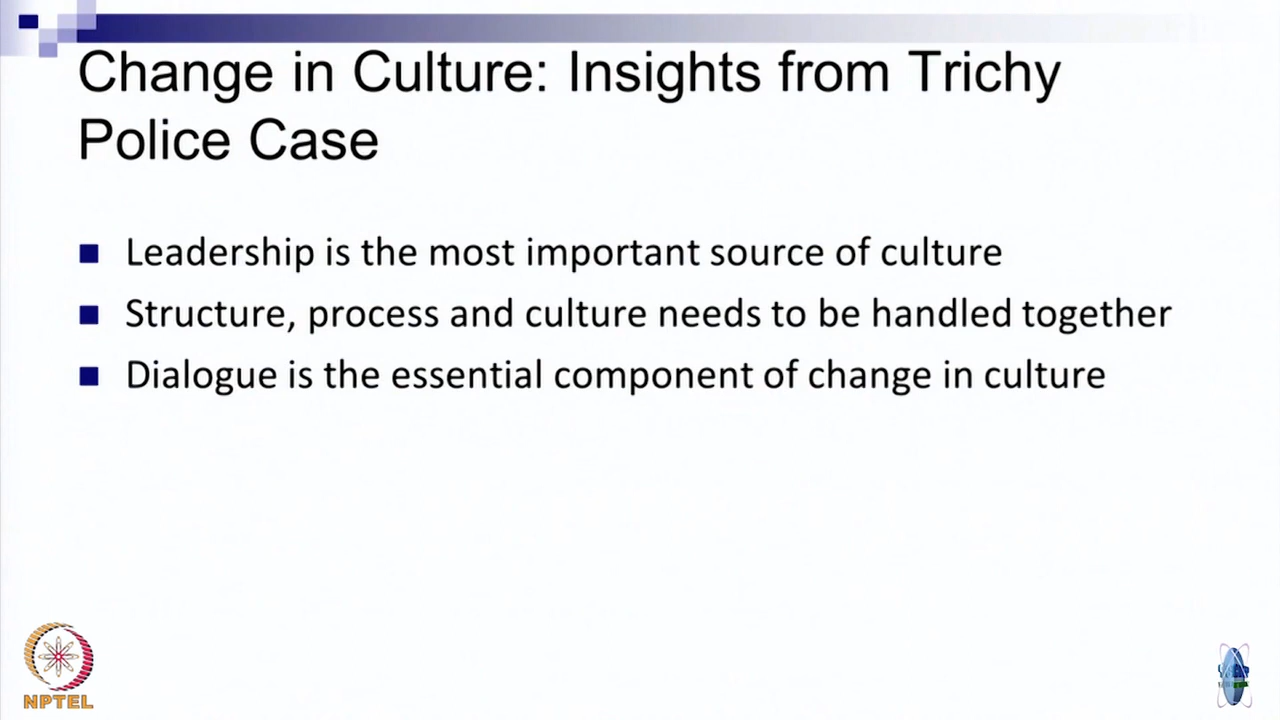 Change in Culture: Insights from Trichy
Police Case
Leadership is the most important source of culture
Structure, process and culture needs to be handled together
Dialogue is the essential component of change in culture
NPTEL